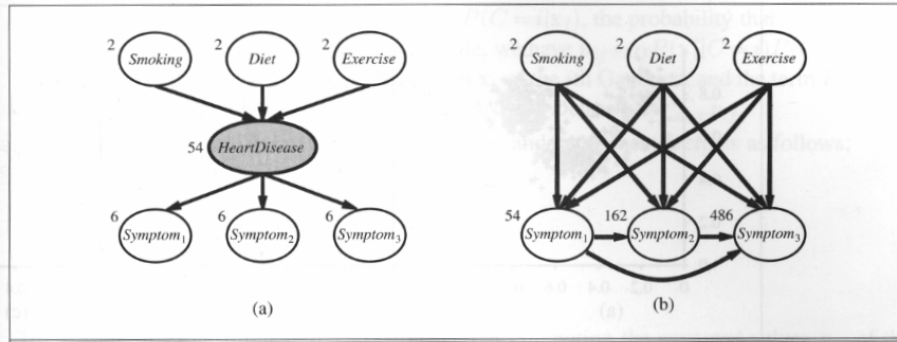 2 Smoking 2 Diet 2 Exercise 2 Smoking 2 Diet 2 Exercise
54 HeartDisease
6 Symptom1 6 Symptom2 6 Symptom3 54 Symptom1 162 Symptom2 486 Symptom3
(a) (b)